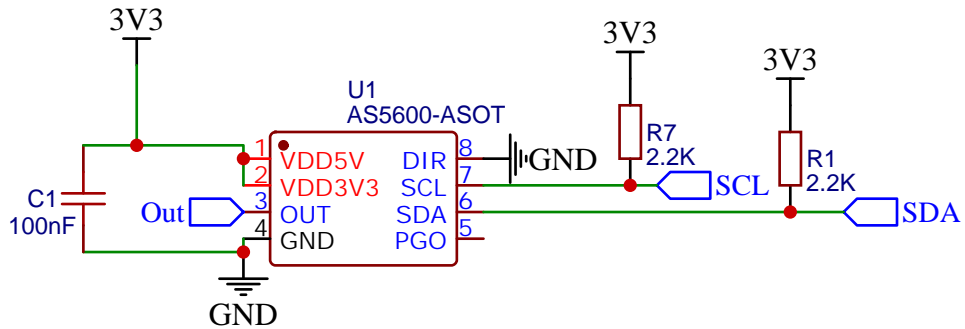 3V3
3V3
3V3
U1
AS5600-ASOT
R7
2.2K
R1
2.2K
C1
100nF
1
VDD5V
DIR
8
GND
2
VDD3V3
SCL
7
SCL
Out
3
OUT
SDA
6
SDA
4
GND
PGO
5
GND